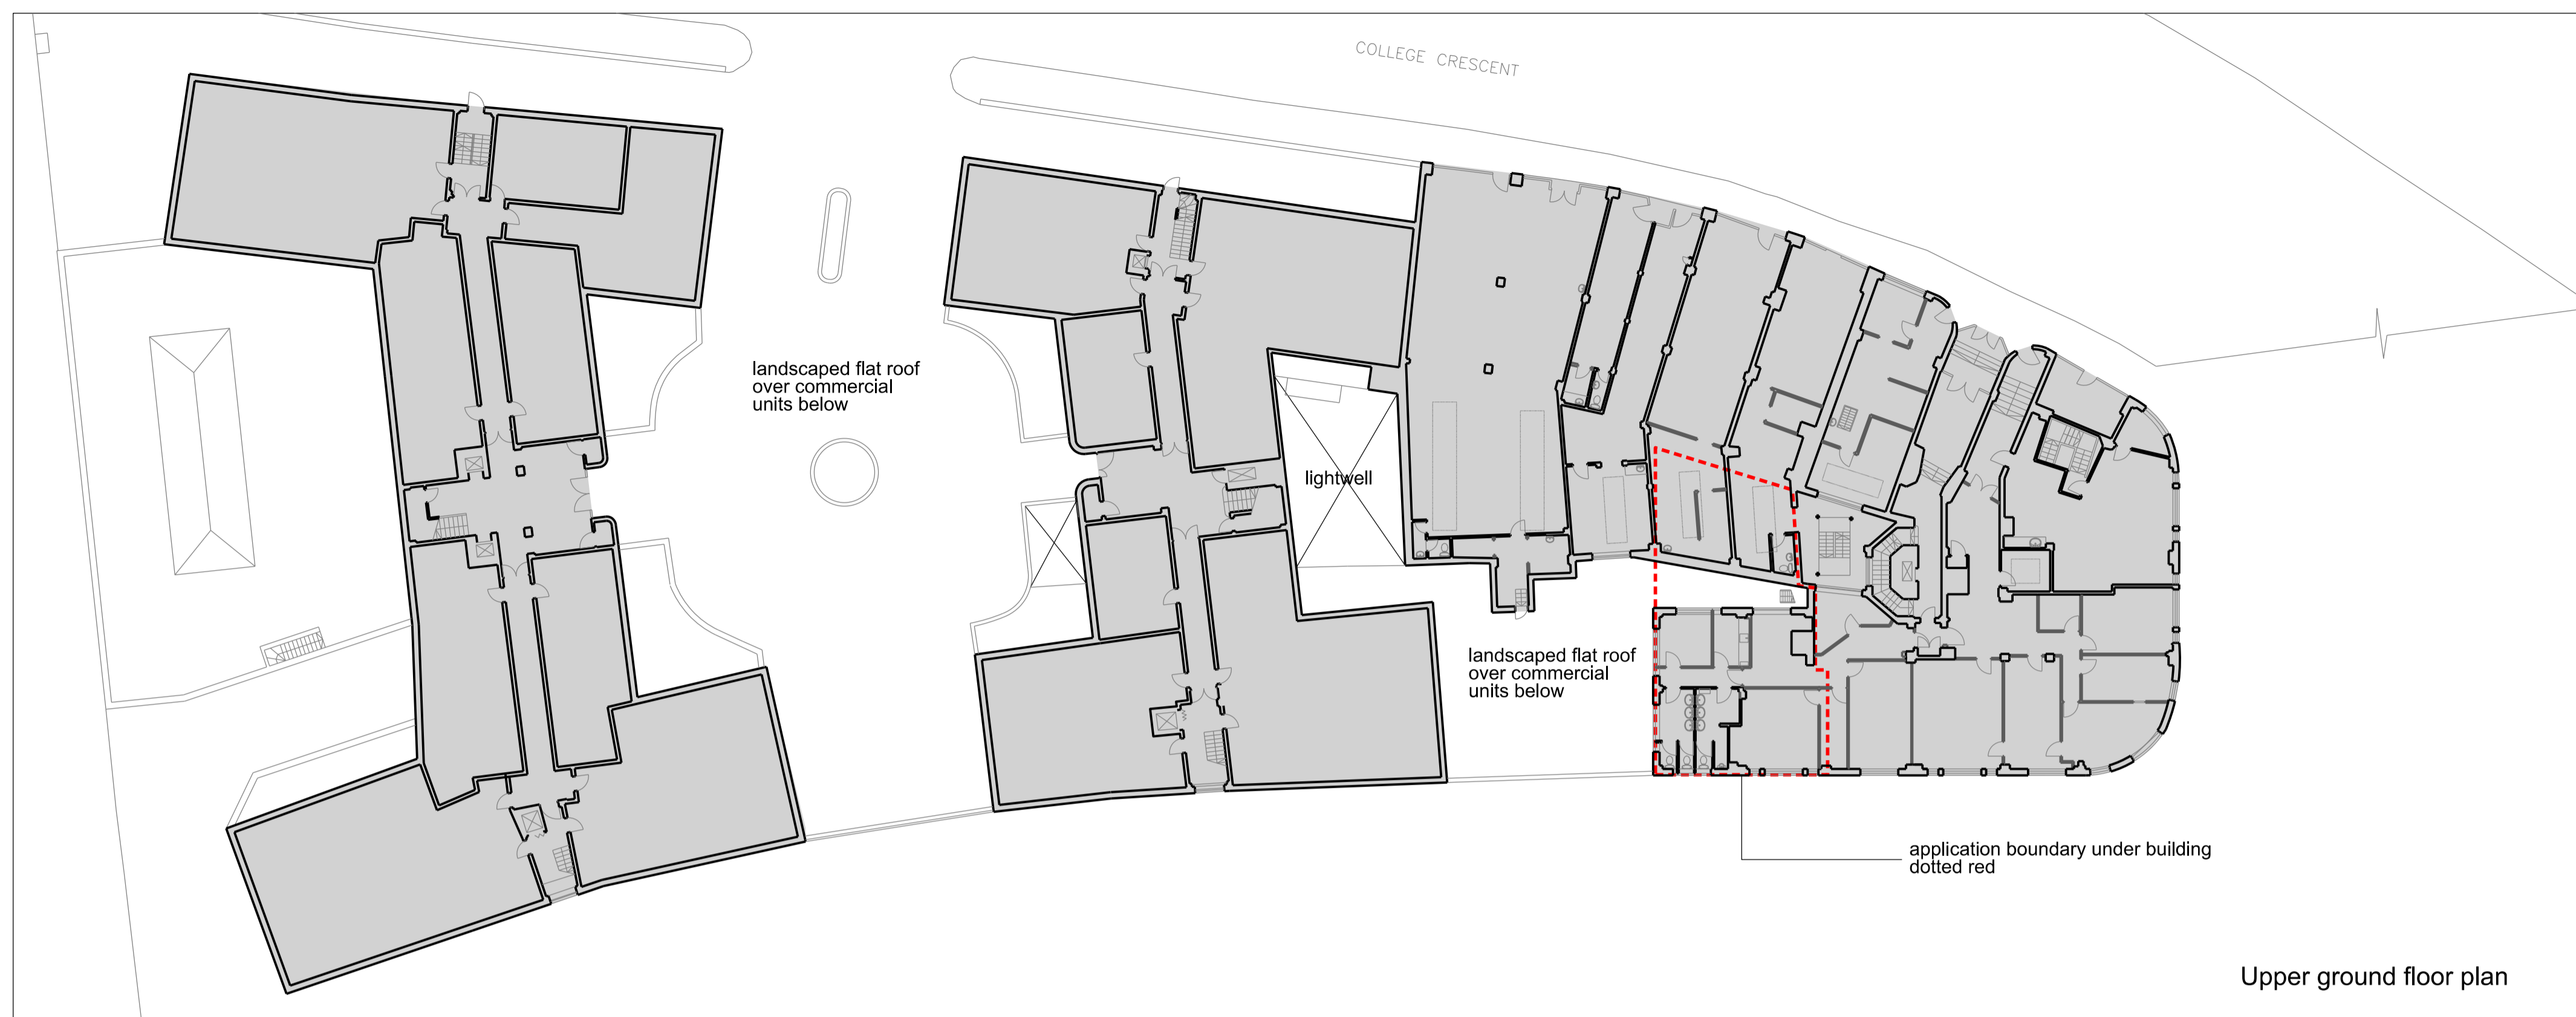 COLLEGE CRESCENT
landscaped flat roof
over commercial
units below
lightwell
landscaped flat roof
over commercial
units below
application boundary under building
dotted red
Upper ground floor plan